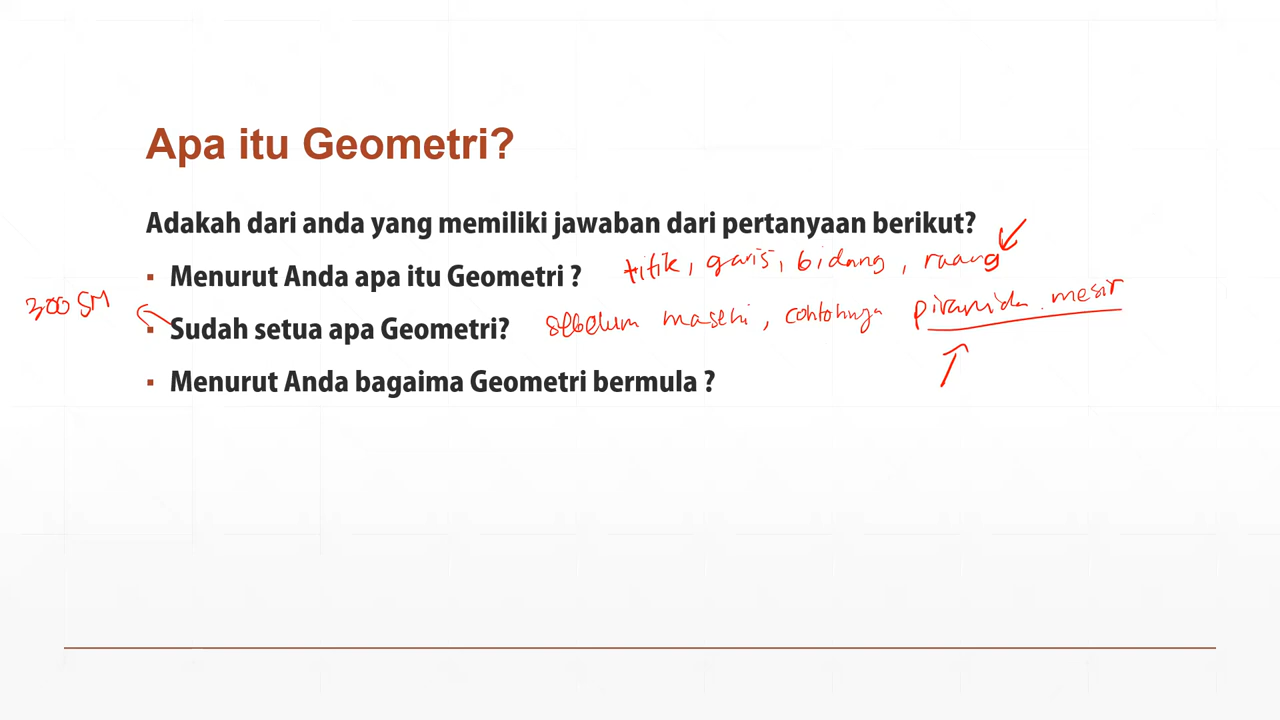 Apa itu Geometri?
Adakah dari anda yang memiliki jawaban dari pertanyaan berikut?
▪ Menurut Anda apa itu Geometri ? titik, garis, bidang, ruang
300 SM
▪ Sudah setua apa Geometri? sebelum masehi, contohnya piramida mesir
▪ Menurut Anda bagaima Geometri bermula ?